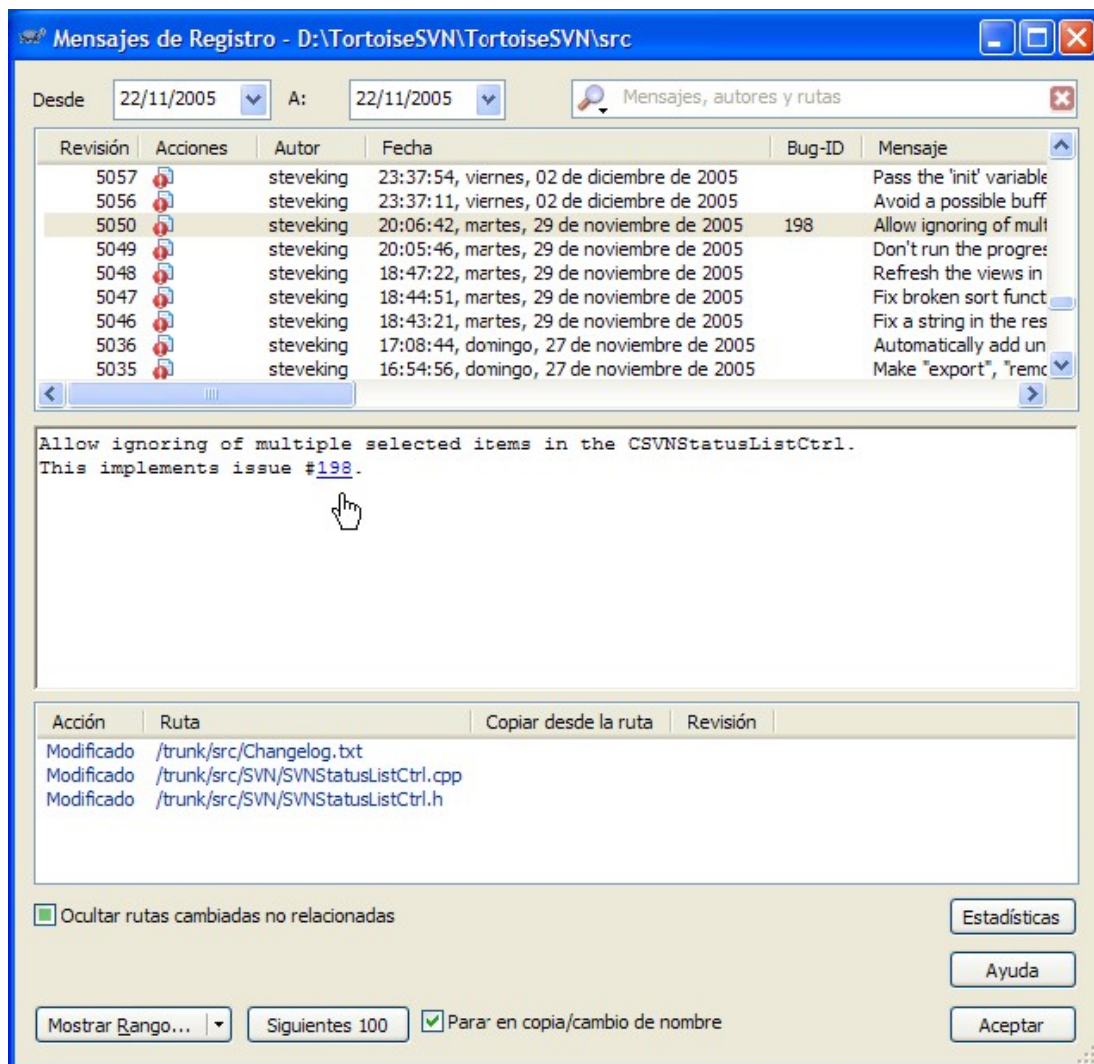 Mensajes de Registro - D:\TortoiseSVN\TortoiseSVN\src
Desde 22/11/2005 A: 22/11/2005 Mensajes, autores y rutas
Revisión Acciones Autor Fecha Bug-ID Mensaje
5057 steveking 23:37:54, viernes, 02 de diciembre de 2005 Pass the 'init' variable
5056 steveking 23:37:11, viernes, 02 de diciembre de 2005 Avoid a possible buff
5050 steveking 20:06:42, martes, 29 de noviembre de 2005 198 Allow ignoring of mult
5049 steveking 20:05:46, martes, 29 de noviembre de 2005 Don't run the progres
5048 steveking 18:47:22, martes, 29 de noviembre de 2005 Refresh the views in
5047 steveking 18:44:51, martes, 29 de noviembre de 2005 Fix broken sort funct
5046 steveking 18:43:21, martes, 29 de noviembre de 2005 Fix a string in the res
5036 steveking 17:08:44, domingo, 27 de noviembre de 2005 Automatically add un
5035 steveking 16:54:56, domingo, 27 de noviembre de 2005 Make "export", "remo
Allow ignoring of multiple selected items in the CSVNStatusListCtrl.
This implements issue #198.
Acción Ruta Copiar desde la ruta Revisión
Modificado /trunk/src/Changelog.txt
Modificado /trunk/src/SVN/SVNStatusListCtrl.cpp
Modificado /trunk/src/SVN/SVNStatusListCtrl.h
Ocultar rutas cambiadas no relacionadas Estadísticas
Ayuda
Mostrar Rango... Siguientes 100 Parar en copia/cambio de nombre Aceptar